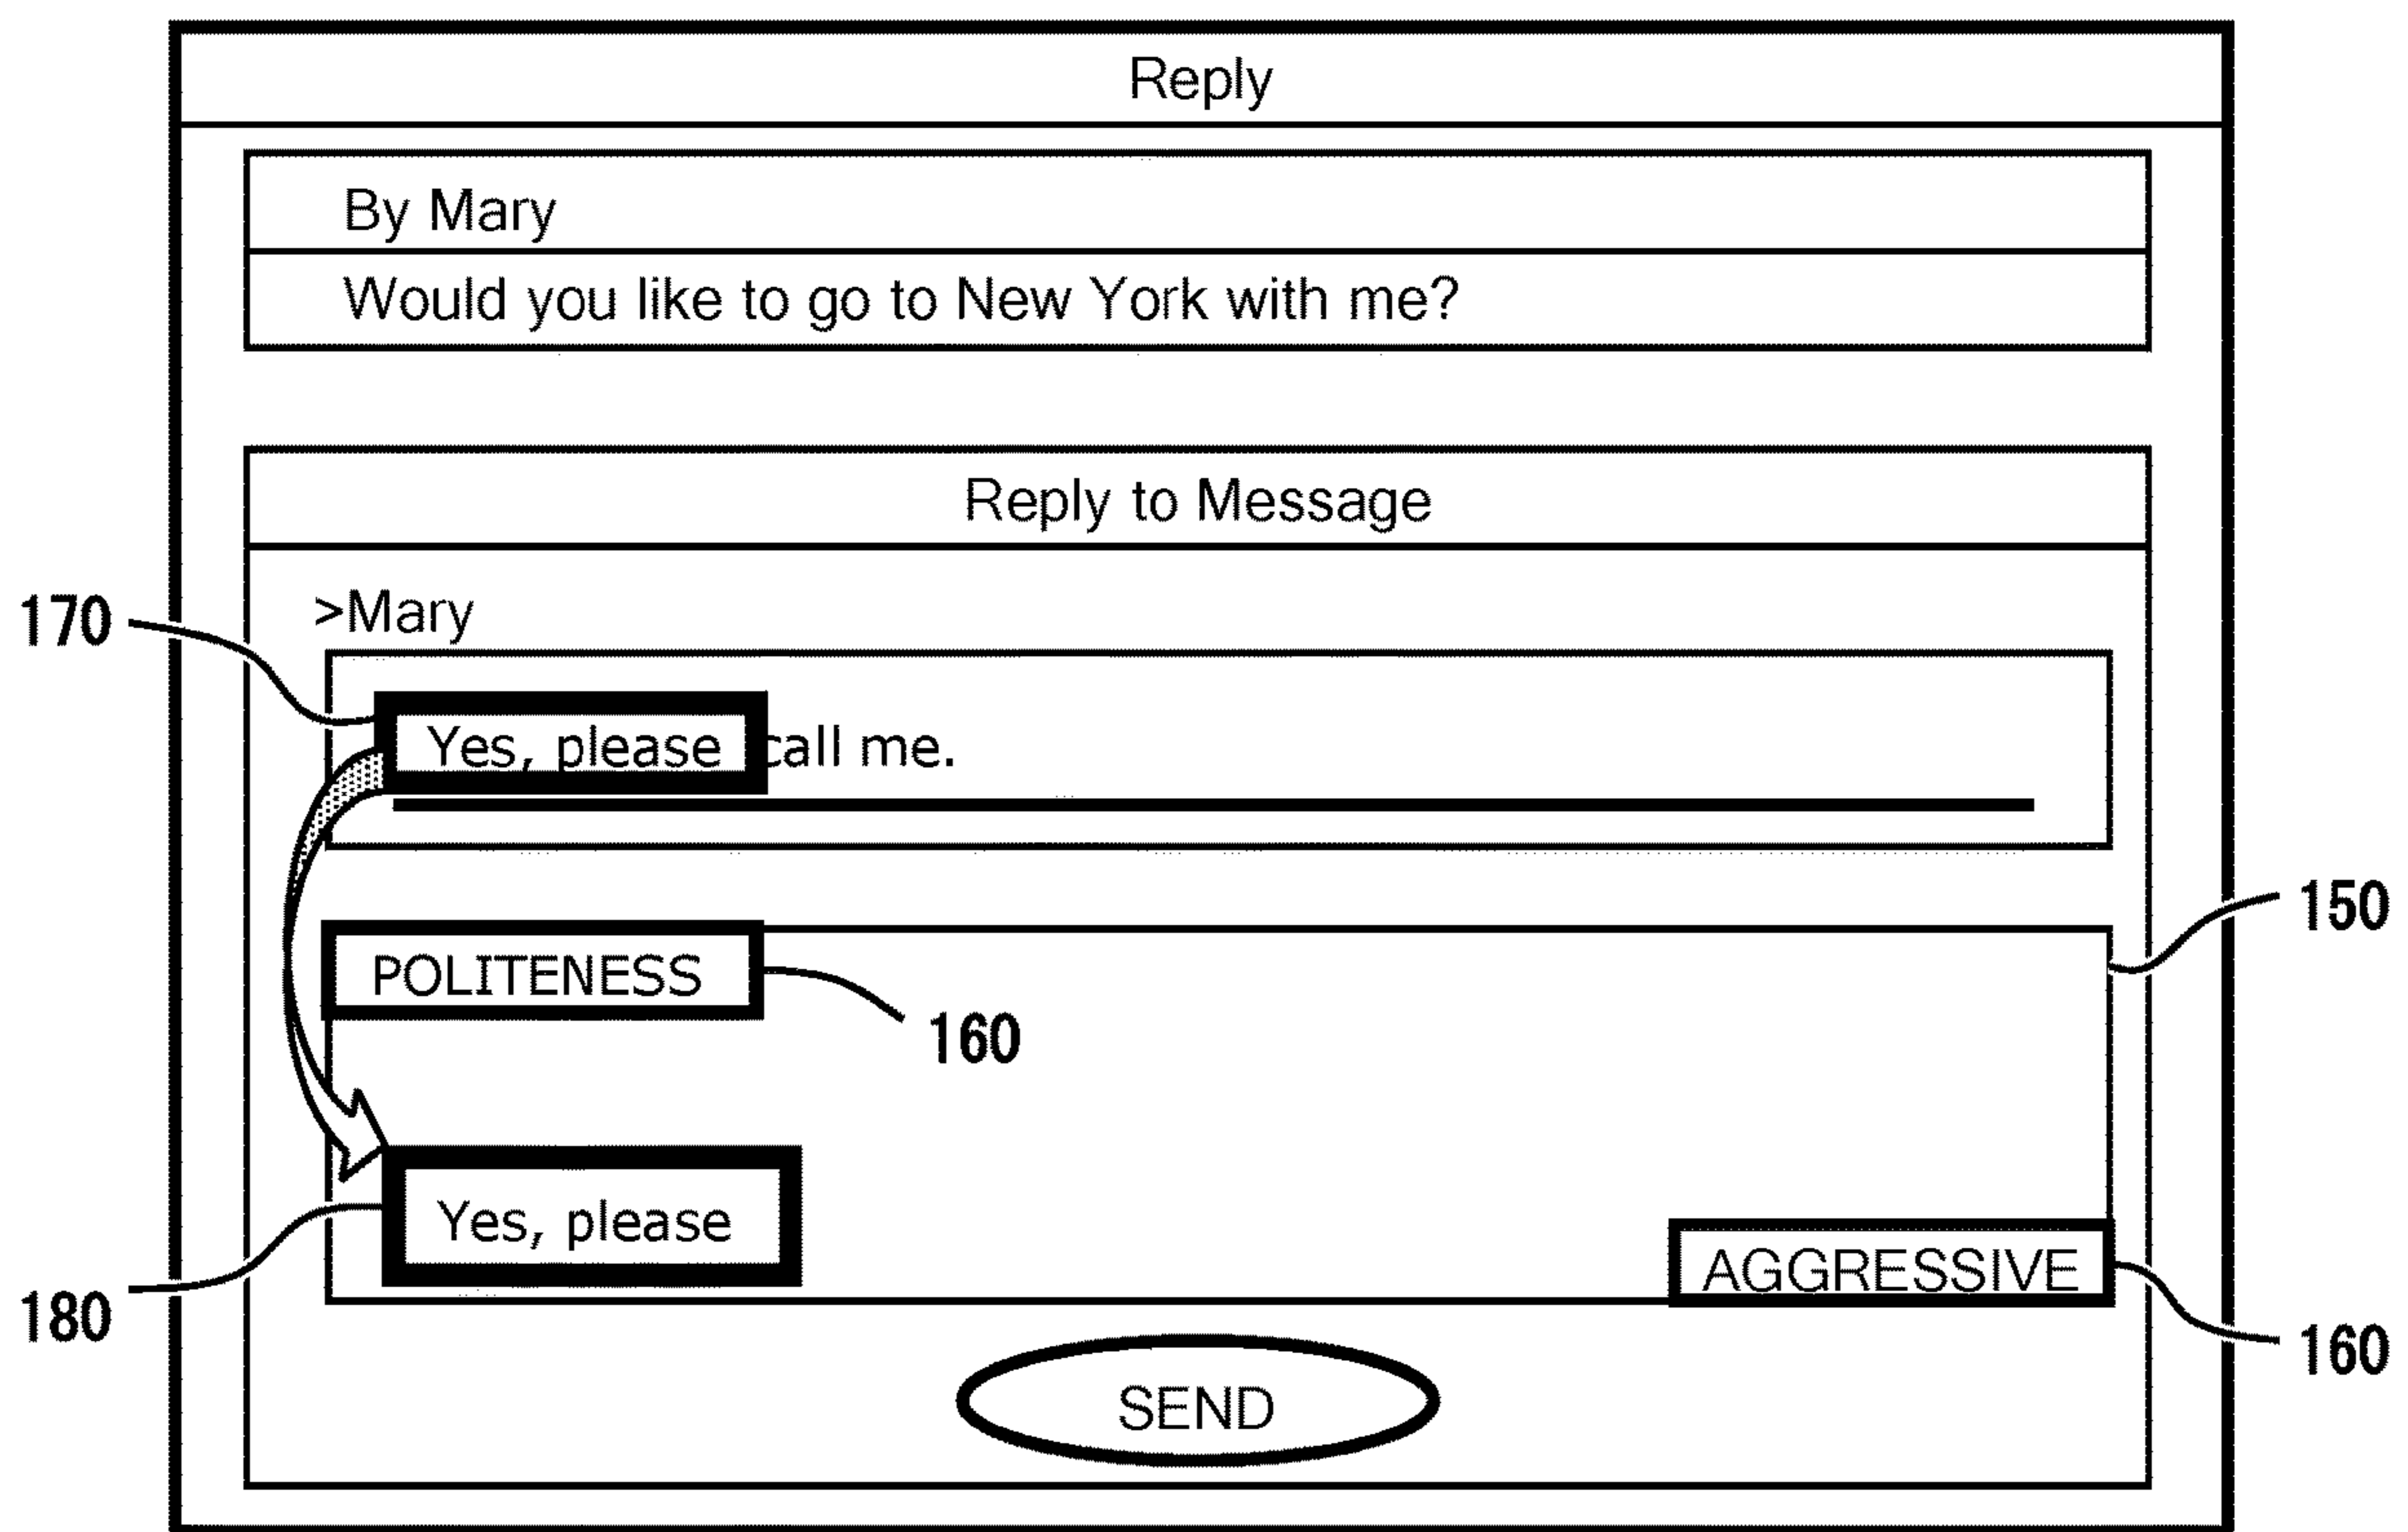 Reply
By Mary
Would you like to go to New York with me?
Reply to Message
>Mary
170
Yes, please call me.
150
POLITENESS
160
Yes, please
180
AGGRESSIVE
160
SEND